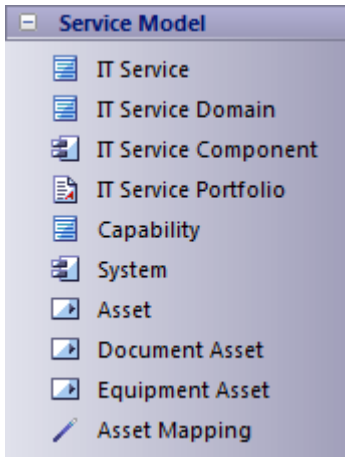 Service Model
IT Service
IT Service Domain
IT Service Component
IT Service Portfolio
Capability
System
Asset
Document Asset
Equipment Asset
Asset Mapping